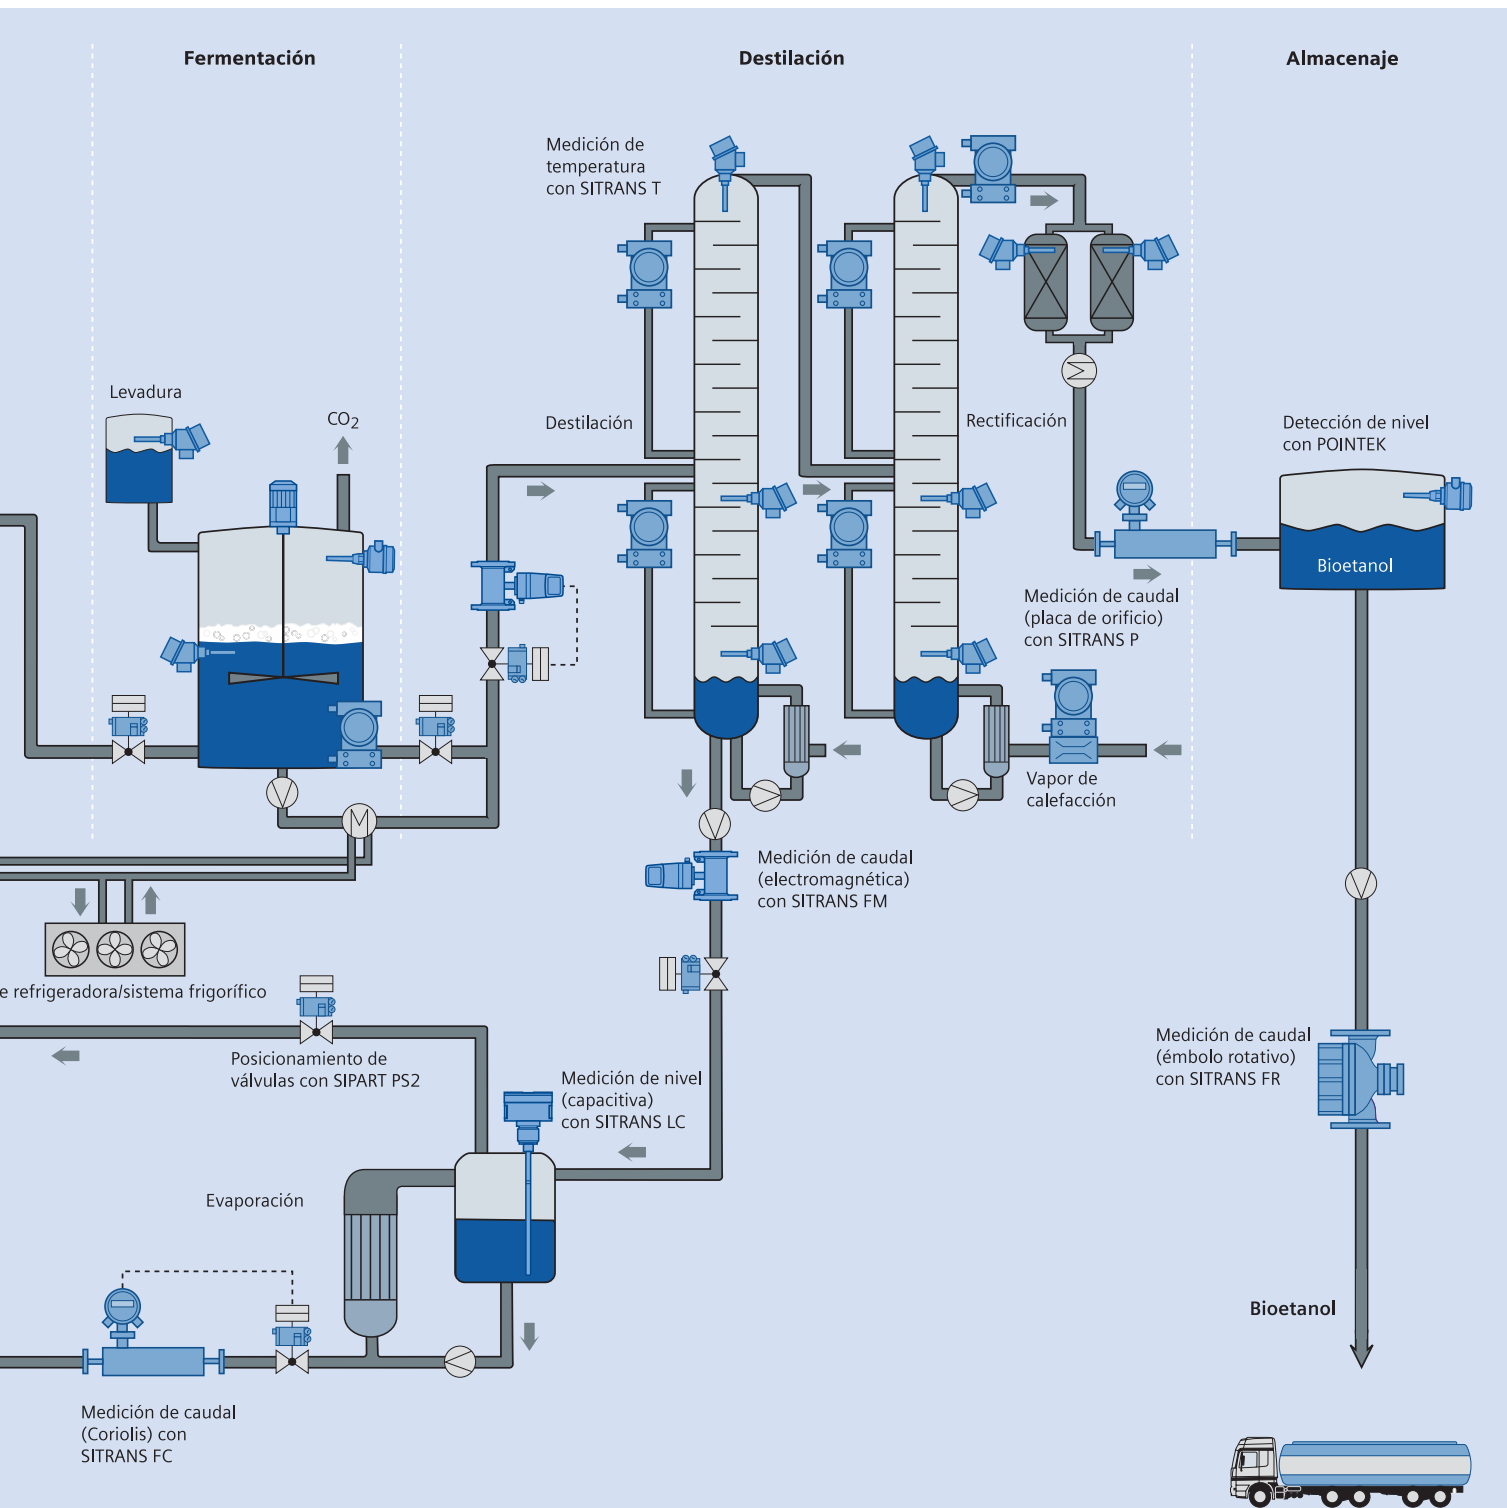 Fermentación
Destilación
Almacenaje
Medición de
temperatura
con SITRANS T
Levadura
CO2
Destilación
Rectificación
Detección de nivel
con POINTEK
Bioetanol
Medición de caudal
(placa de orificio)
con SITRANS P
Vapor de
calefacción
Medición de caudal
(electromagnética)
con SITRANS FM
e refrigeradora/sistema frigorífico
Posicionamiento de
válvulas con SIPART PS2
Medición de nivel
(capacitiva)
con SITRANS LC
Medición de caudal
(émbolo rotativo)
con SITRANS FR
Evaporación
Bioetanol
Medición de caudal
(Coriolis) con
SITRANS FC